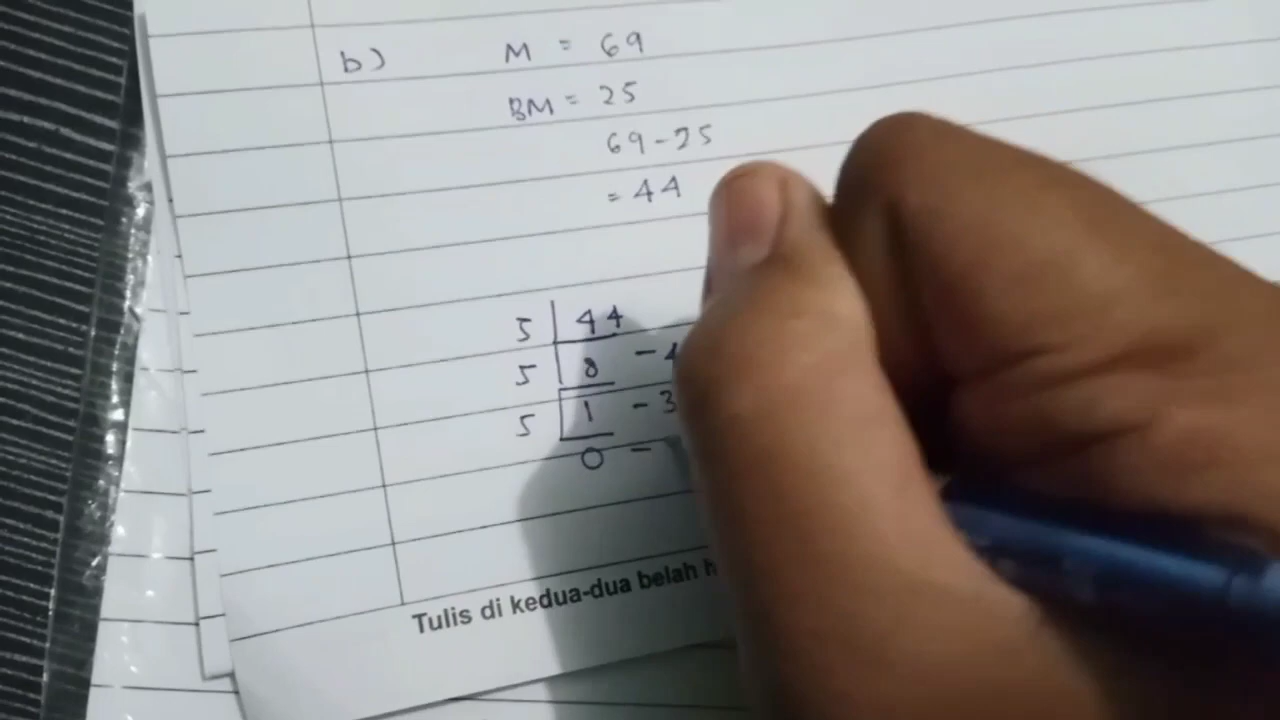 b) M = 69
BM = 25
69 - 25
= 44
5 44
5 8 - 4
5 1 - 3
0 -
Tulis di kedua-dua belah